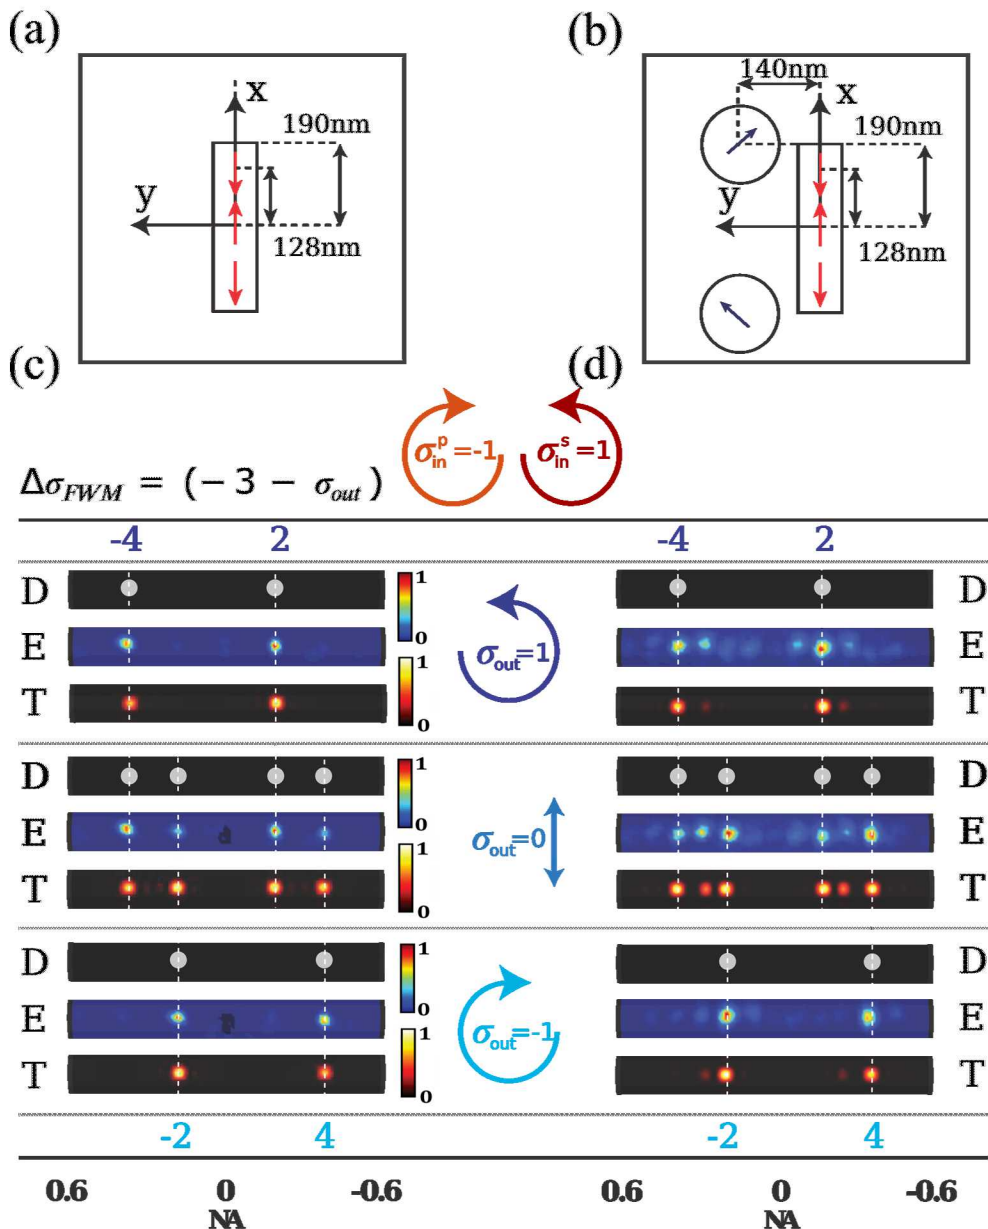 (a)
(b)
x
190nm
y
128nm
140nm
x
190nm
y
128nm
(c)
(d)
σ_in^p=-1
σ_in^s=1
Δσ_FWM = (-3 - σ_out)
-4 2
-4 2
D
1
D
E
0
σ_out=1
E
1
T
0
T
D
1
D
E
0
σ_out=0
E
1
T
0
T
D
1
D
E
0
σ_out=-1
E
1
T
0
T
-2 4
-2 4
0.6 0 -0.6
NA
0.6 0 -0.6
NA